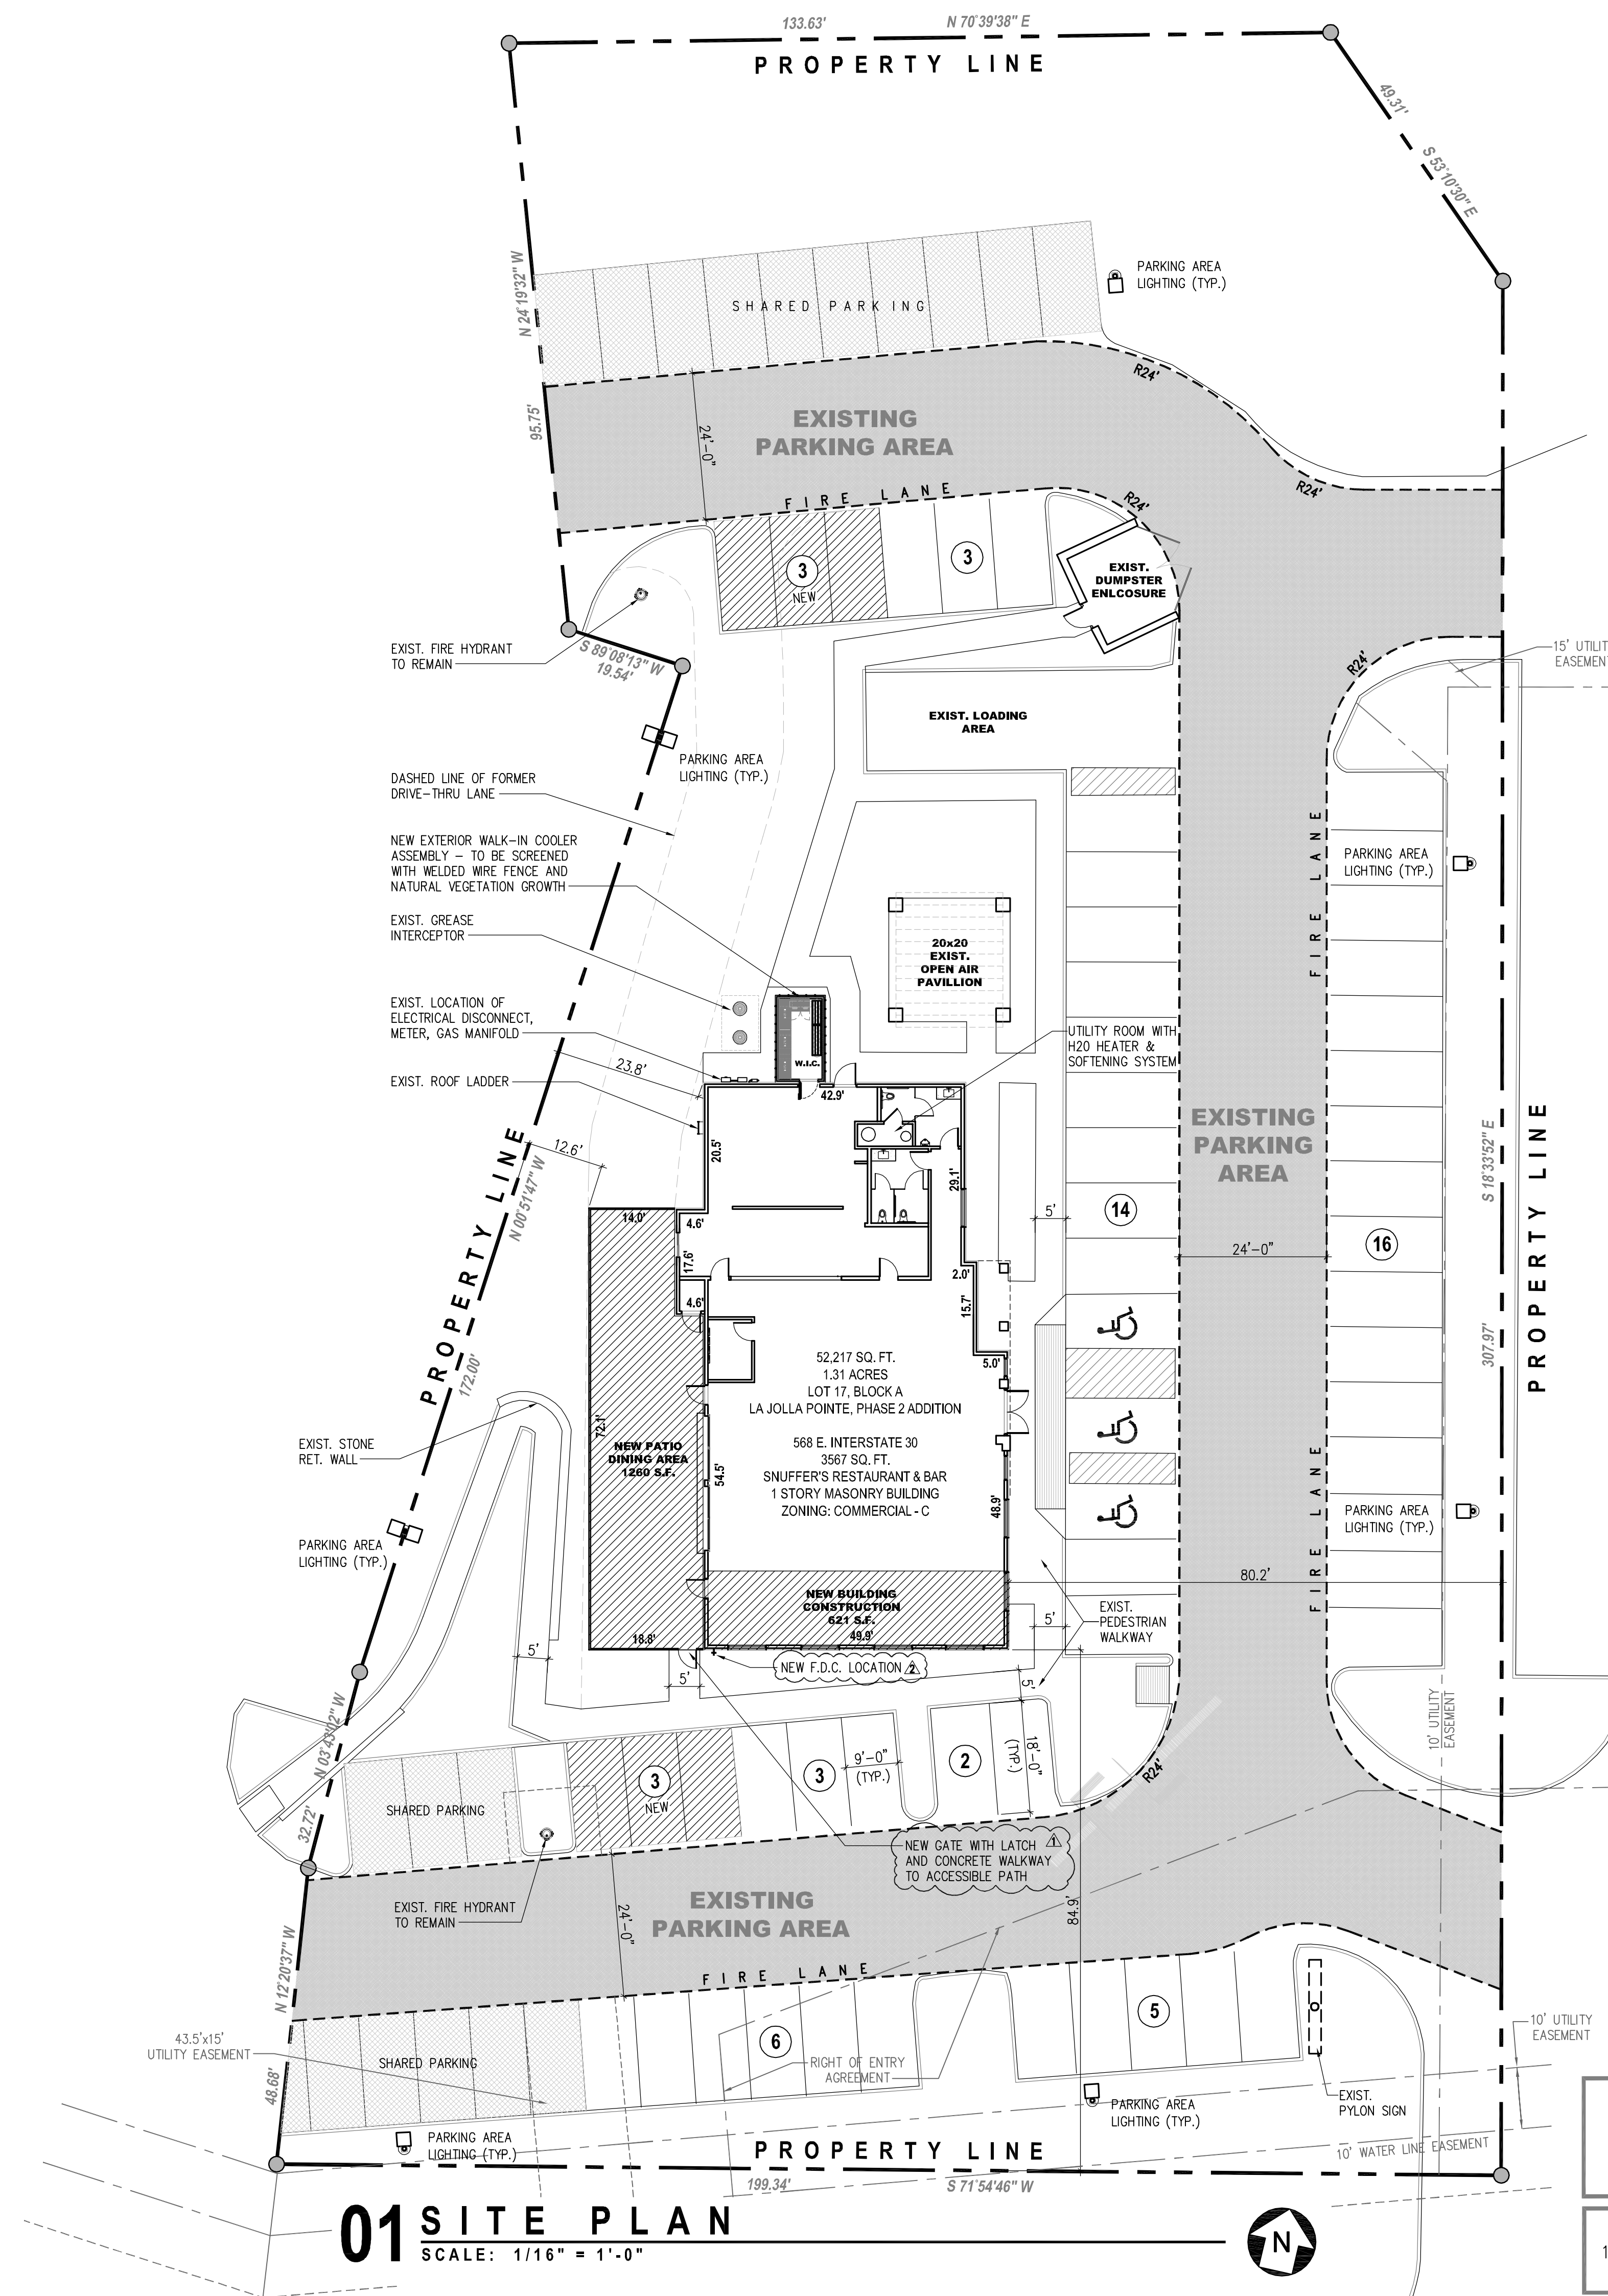 133.63'
N 70°39'38" E
PROPERTY LINE
49.31'
S 53°10'30" E
N 24°19'32" W
95.75'
SHARED PARKING
PARKING AREA
LIGHTING (TYP.)
R24'
EXISTING
PARKING AREA
24'-0"
FIRE LANE
R24'
R24'
3
NEW
3
EXIST.
DUMPSTER
ENLCOSURE
EXIST. FIRE HYDRANT
TO REMAIN
S 89°08'13" W
19.54'
R24'
15' UTILIT
EASEMEN
EXIST. LOADING
AREA
PARKING AREA
LIGHTING (TYP.)
DASHED LINE OF FORMER
DRIVE-THRU LANE
NEW EXTERIOR WALK-IN COOLER
ASSEMBLY - TO BE SCREENED
WITH WELDED WIRE FENCE AND
NATURAL VEGETATION GROWTH
FIRE LANE
PARKING AREA
LIGHTING (TYP.)
EXIST. GREASE
INTERCEPTOR
20x20
EXIST.
OPEN AIR
PAVILLION
EXIST. LOCATION OF
ELECTRICAL DISCONNECT,
METER, GAS MANIFOLD
UTILITY ROOM WITH
H20 HEATER &
SOFTENING SYSTEM
W.I.C.
23.8'
EXIST. ROOF LADDER
42.9'
FIRE LANE
EXISTING
PARKING
AREA
PROPERTY LINE
N 00°51'47" W
172.00'
12.6'
20.5'
29.1'
S 18°33'52" E
307.97'
PROPERTY LINE
14.0'
4.6'
17.6'
5'
14
24'-0"
16
2.0'
4.6'
15.7'
5.0'
52,217 SQ. FT.
1.31 ACRES
LOT 17, BLOCK A
LA JOLLA POINTE, PHASE 2 ADDITION
568 E. INTERSTATE 30
3567 SQ. FT.
SNUFFER'S RESTAURANT & BAR
1 STORY MASONRY BUILDING
ZONING: COMMERCIAL - C
72.1'
NEW PATIO
DINING AREA
1260 S.F.
54.5'
48.9'
EXIST. STONE
RET. WALL
PARKING AREA
LIGHTING (TYP.)
PARKING AREA
LIGHTING (TYP.)
FIRE LANE
80.2'
NEW BUILDING
CONSTRUCTION
621 S.F.
49.9'
18.8'
5'
EXIST.
PEDESTRIAN
WALKWAY
5'
5'
NEW F.D.C. LOCATION 2
5'
10' UTILITY
EASEMENT
N 03°43'02" W
32.72'
SHARED PARKING
3
NEW
3
9'-0"
(TYP.)
2
18'-0"
(TYP.)
R24'
NEW GATE WITH LATCH 1
AND CONCRETE WALKWAY
TO ACCESSIBLE PATH
EXIST. FIRE HYDRANT
TO REMAIN
24'-0"
EXISTING
PARKING AREA
84.9'
N 12°20'37" W
48.68'
FIRE LANE
43.5'x15'
UTILITY EASEMENT
SHARED PARKING
6
5
RIGHT OF ENTRY
AGREEMENT
10' UTILITY
EASEMENT
PARKING AREA
LIGHTING (TYP.)
EXIST.
PYLON SIGN
PARKING AREA
LIGHTING (TYP.)
PROPERTY LINE
10' WATER LINE EASEMENT
199.34'
S 71°54'46" W
01 SITE PLAN
SCALE: 1/16" = 1'-0"
N
1